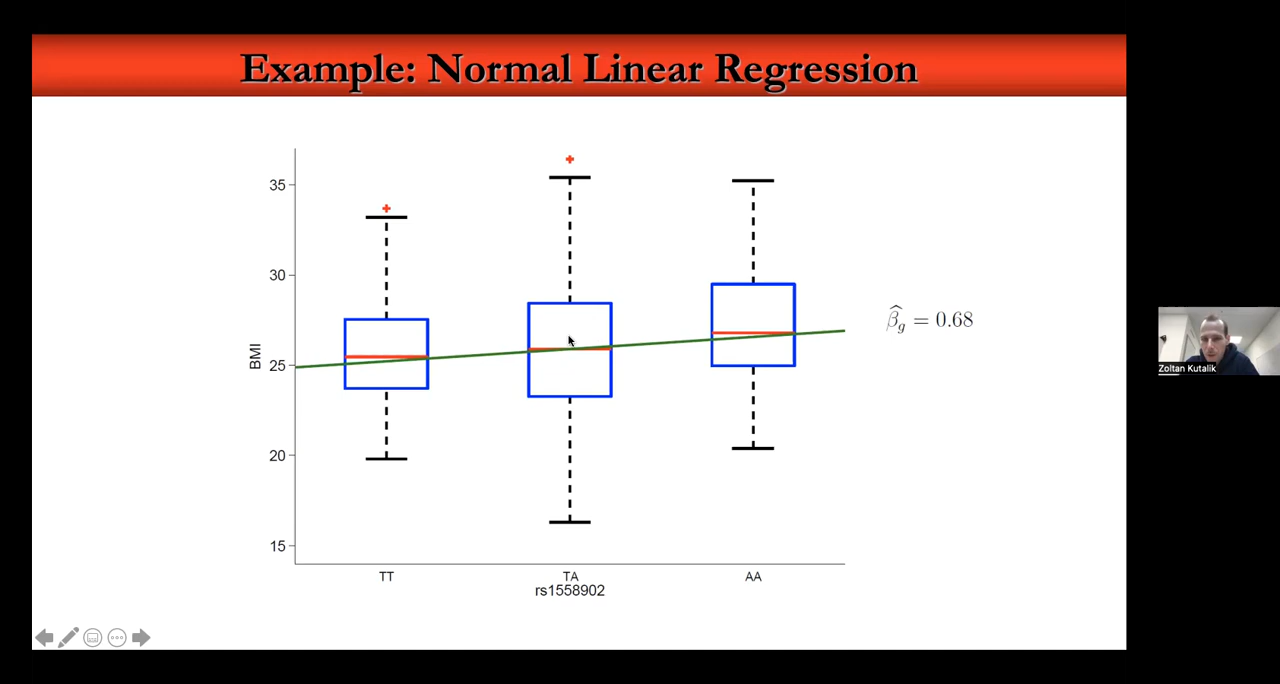 Example: Normal Linear Regression
35
30
25
20
15
BMI
TT
TA
AA
rs1558902
β̂g = 0.68
Zoltan Kutalik